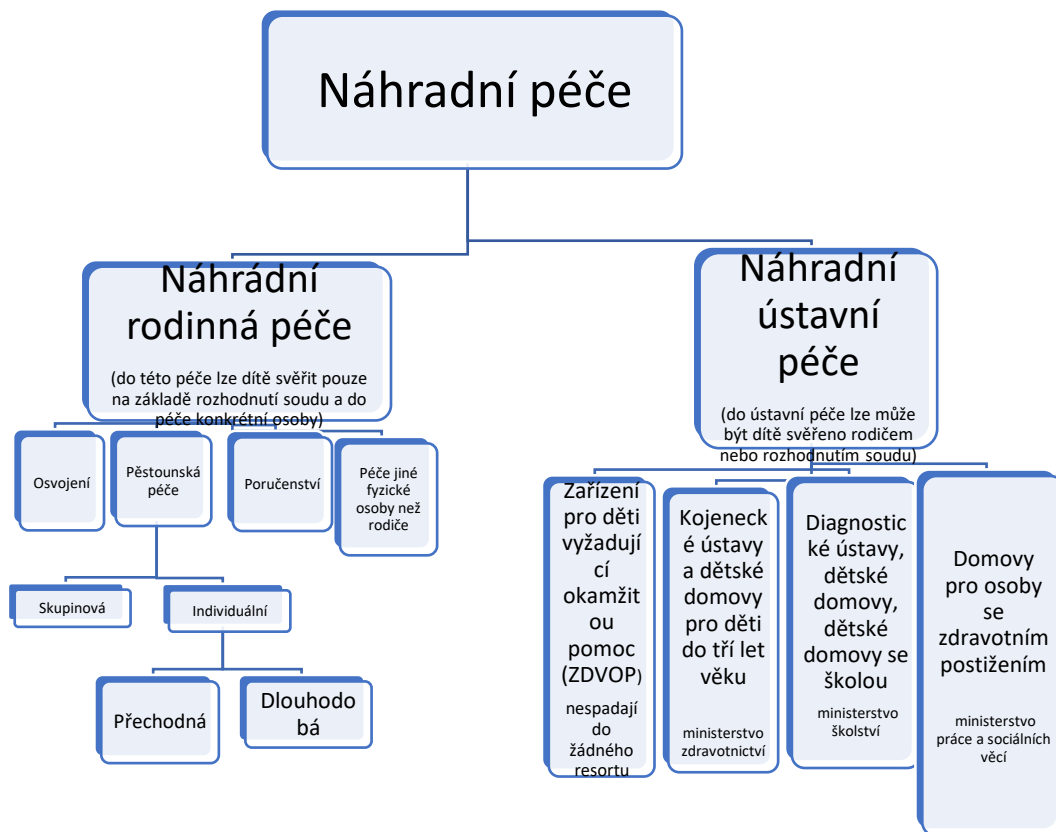 Náhradní péče
Náhrádní
rodinná péče
(do této péče lze dítě svěřit pouze
na základě rozhodnutí soudu a do
péče konkrétní osoby)
Náhradní
ústavní
péče
(do ústavní péče lze může
být dítě svěřeno rodičem
nebo rozhodnutím soudu)
Osvojení
Pěstounská
péče
Poručenství
Péče jiné
fyzické
osoby než
rodiče
Skupinová
Individuální
Přechodná
Dlouhodo
bá
Zařízení
pro děti
vyžadují
cí
okamžit
ou
pomoc
(ZDVOP)
nespadají
do
žádného
resortu
Kojeneck
é ústavy
a dětské
domovy
pro děti
do tří let
věku
ministerstvo
zdravotnictví
Diagnostic
ké ústavy,
dětské
domovy,
dětské
domovy se
školou
ministerstvo
školství
Domovy
pro osoby
se
zdravotním
postižením
ministerstvo
práce a sociálních
věcí